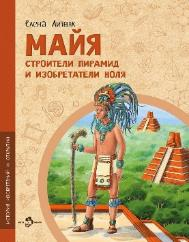 Елена Литвяк
МАЙЯ
СТРОИТЕЛИ ПИРАМИД
И ИЗОБРЕТАТЕЛИ НОЛЯ